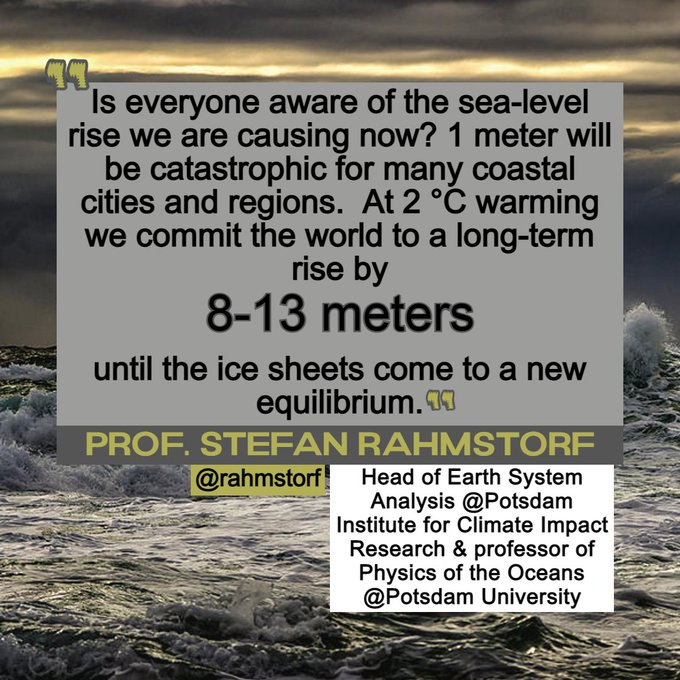 "
Is everyone aware of the sea-level
rise we are causing now? 1 meter will
be catastrophic for many coastal
cities and regions.  At 2 °C warming
we commit the world to a long-term
rise by
8-13 meters
until the ice sheets come to a new
equilibrium."
PROF. STEFAN RAHMSTORF
@rahmstorf
Head of Earth System
Analysis @Potsdam
Institute for Climate Impact
Research & professor of
Physics of the Oceans
@Potsdam University